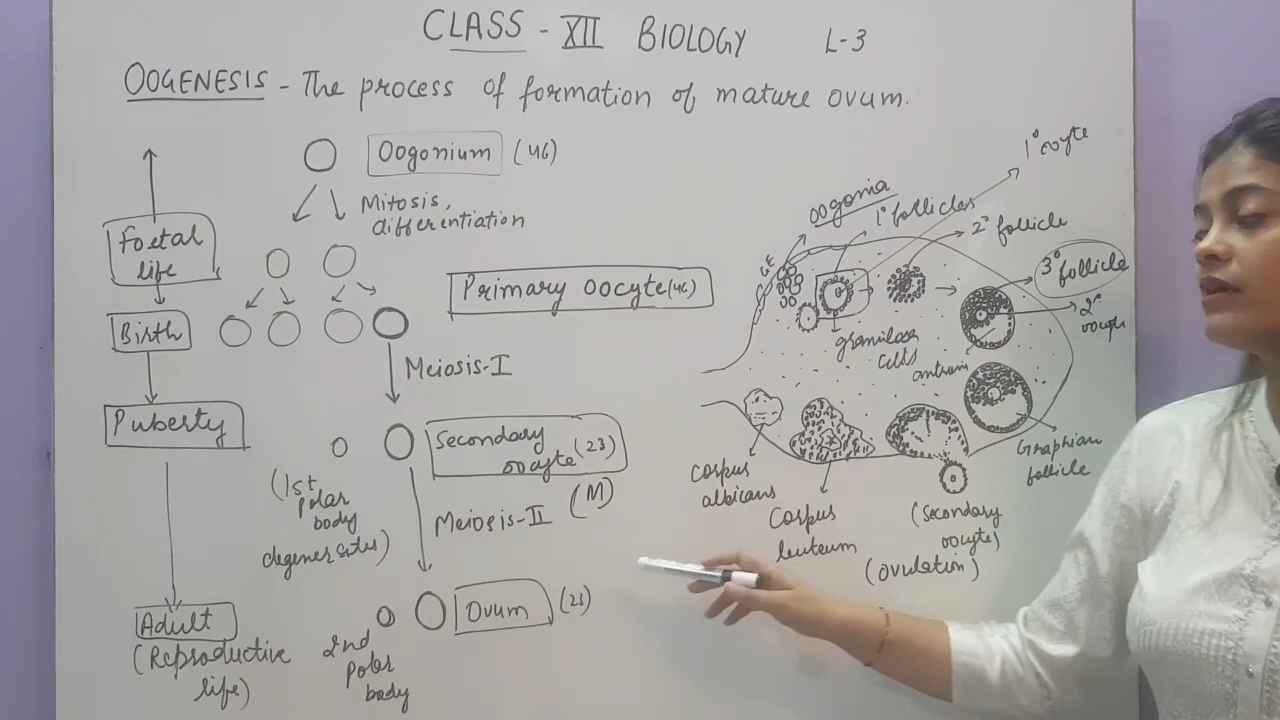 CLASS - XII BIOLOGY L-3
OOGENESIS - The process of formation of mature ovum.
Oogonium (46)
Mitosis,
differentiation
Foetal
life
Birth
Primary Oocyte (46)
Meiosis-I
Puberty
Secondary
oocyte (23)
(M)
(1st
polar
body
degenerates)
Meiosis-II
Adult
(Reproductive
life)
Ovum (23)
2nd
polar
body
1° oocyte
oogonia
1° follicles
2° follicle
GE
3° follicle
2°
granulosa
cells
antrum
Graphian
follicle
Corpus
albicans
Corpus
leuteum
(Secondary
oocyte)
(Ovulation)